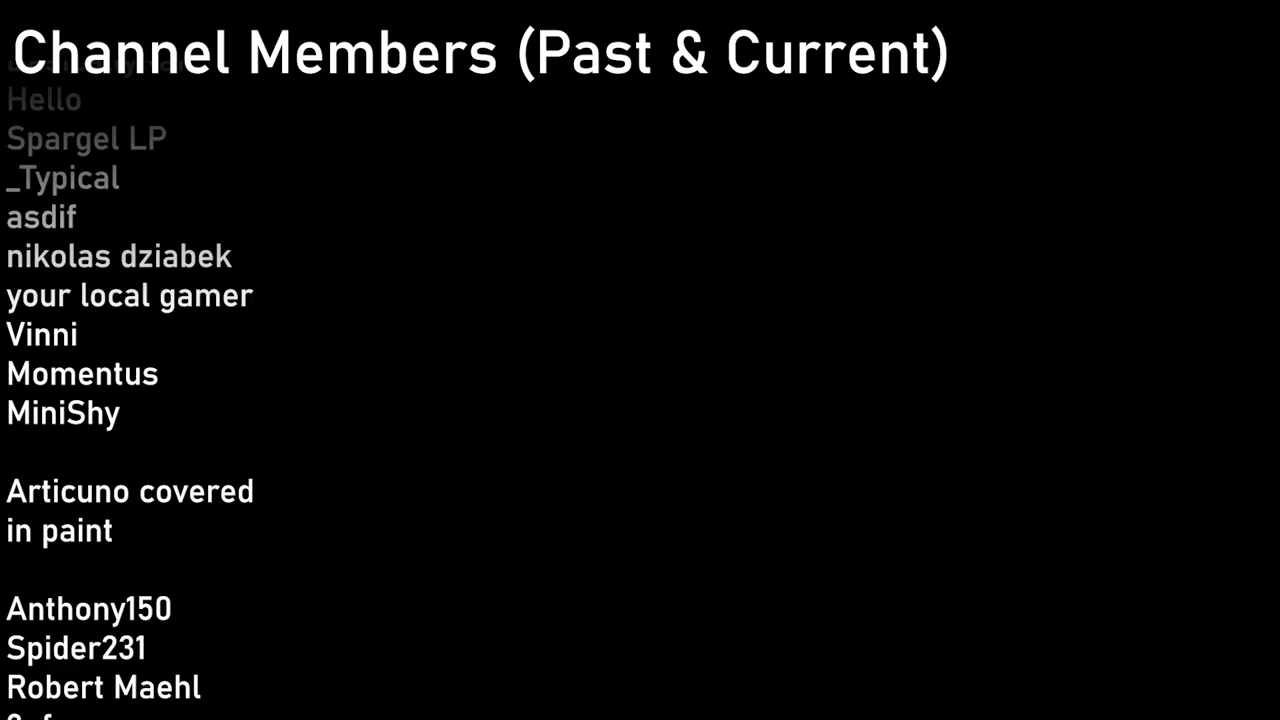 Channel Members (Past & Current)
Hello
Spargel LP
_Typical
asdif
nikolas dziabek
your local gamer
Vinni
Momentus
MiniShy
Articuno covered
in paint
Anthony150
Spider231
Robert Maehl